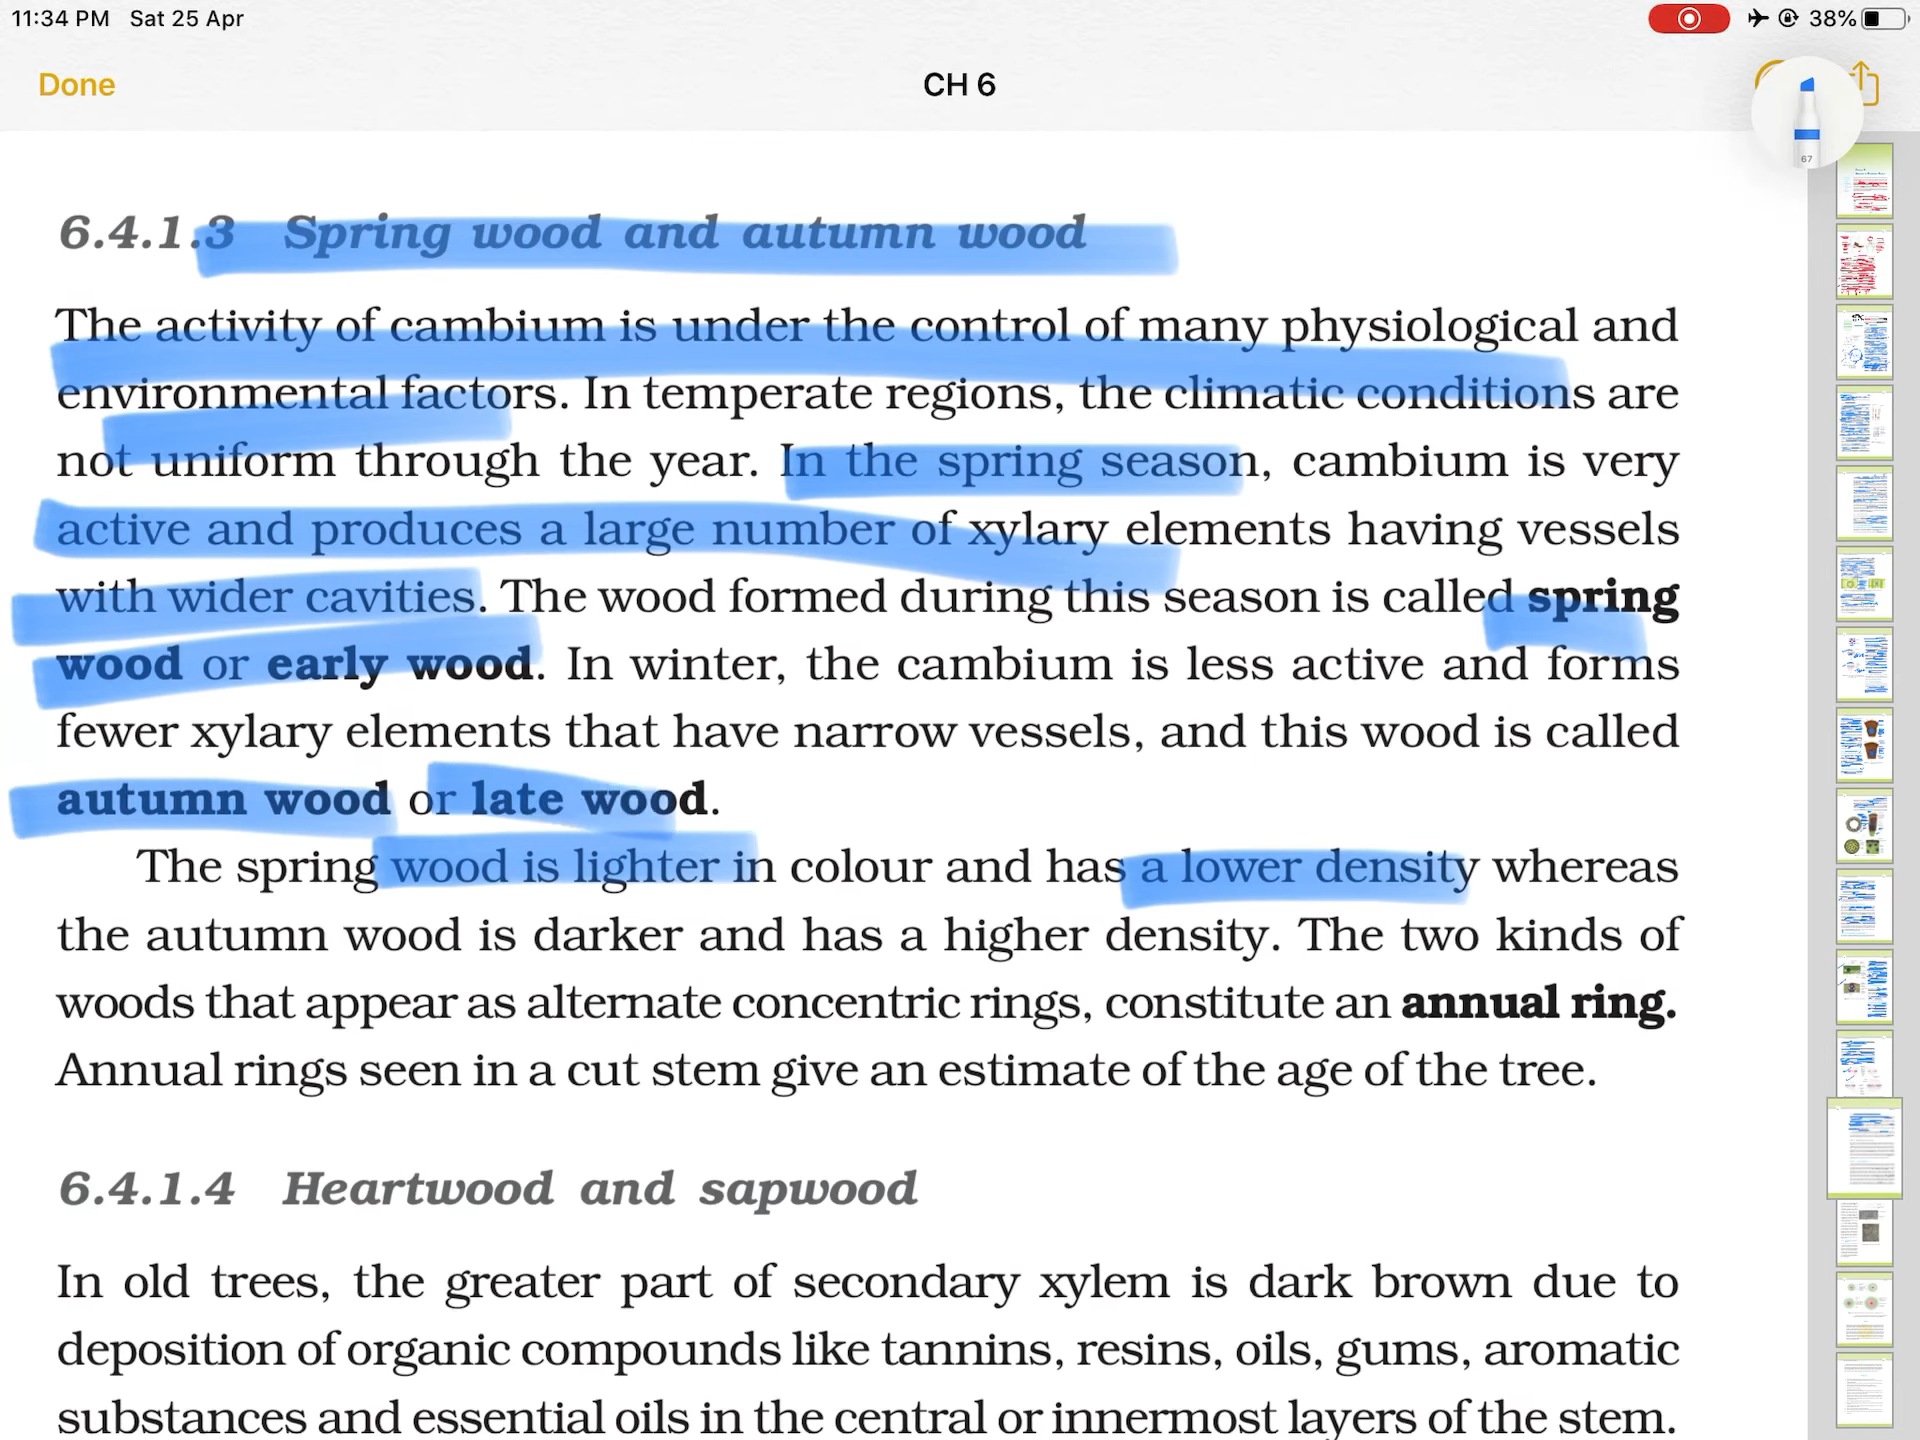 11:34 PM Sat 25 Apr
38%
Done
CH 6
67
6.4.1.3 Spring wood and autumn wood
The activity of cambium is under the control of many physiological and
environmental factors. In temperate regions, the climatic conditions are
not uniform through the year. In the spring season, cambium is very
active and produces a large number of xylary elements having vessels
with wider cavities. The wood formed during this season is called spring
wood or early wood. In winter, the cambium is less active and forms
fewer xylary elements that have narrow vessels, and this wood is called
autumn wood or late wood.
The spring wood is lighter in colour and has a lower density whereas
the autumn wood is darker and has a higher density. The two kinds of
woods that appear as alternate concentric rings, constitute an annual ring.
Annual rings seen in a cut stem give an estimate of the age of the tree.
6.4.1.4 Heartwood and sapwood
In old trees, the greater part of secondary xylem is dark brown due to
deposition of organic compounds like tannins, resins, oils, gums, aromatic
substances and essential oils in the central or innermost layers of the stem.